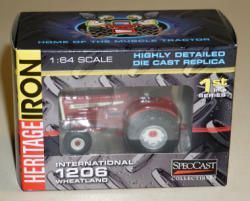 HOME OF THE MUSCLE TRACTOR
HERITAGE IRON
1:64 SCALE
HIGHLY DETAILED
DIE CAST REPLICA
1st
IN A
SERIES
INTERNATIONAL
1206
WHEATLAND
SPECCAST
COLLECTIBLES